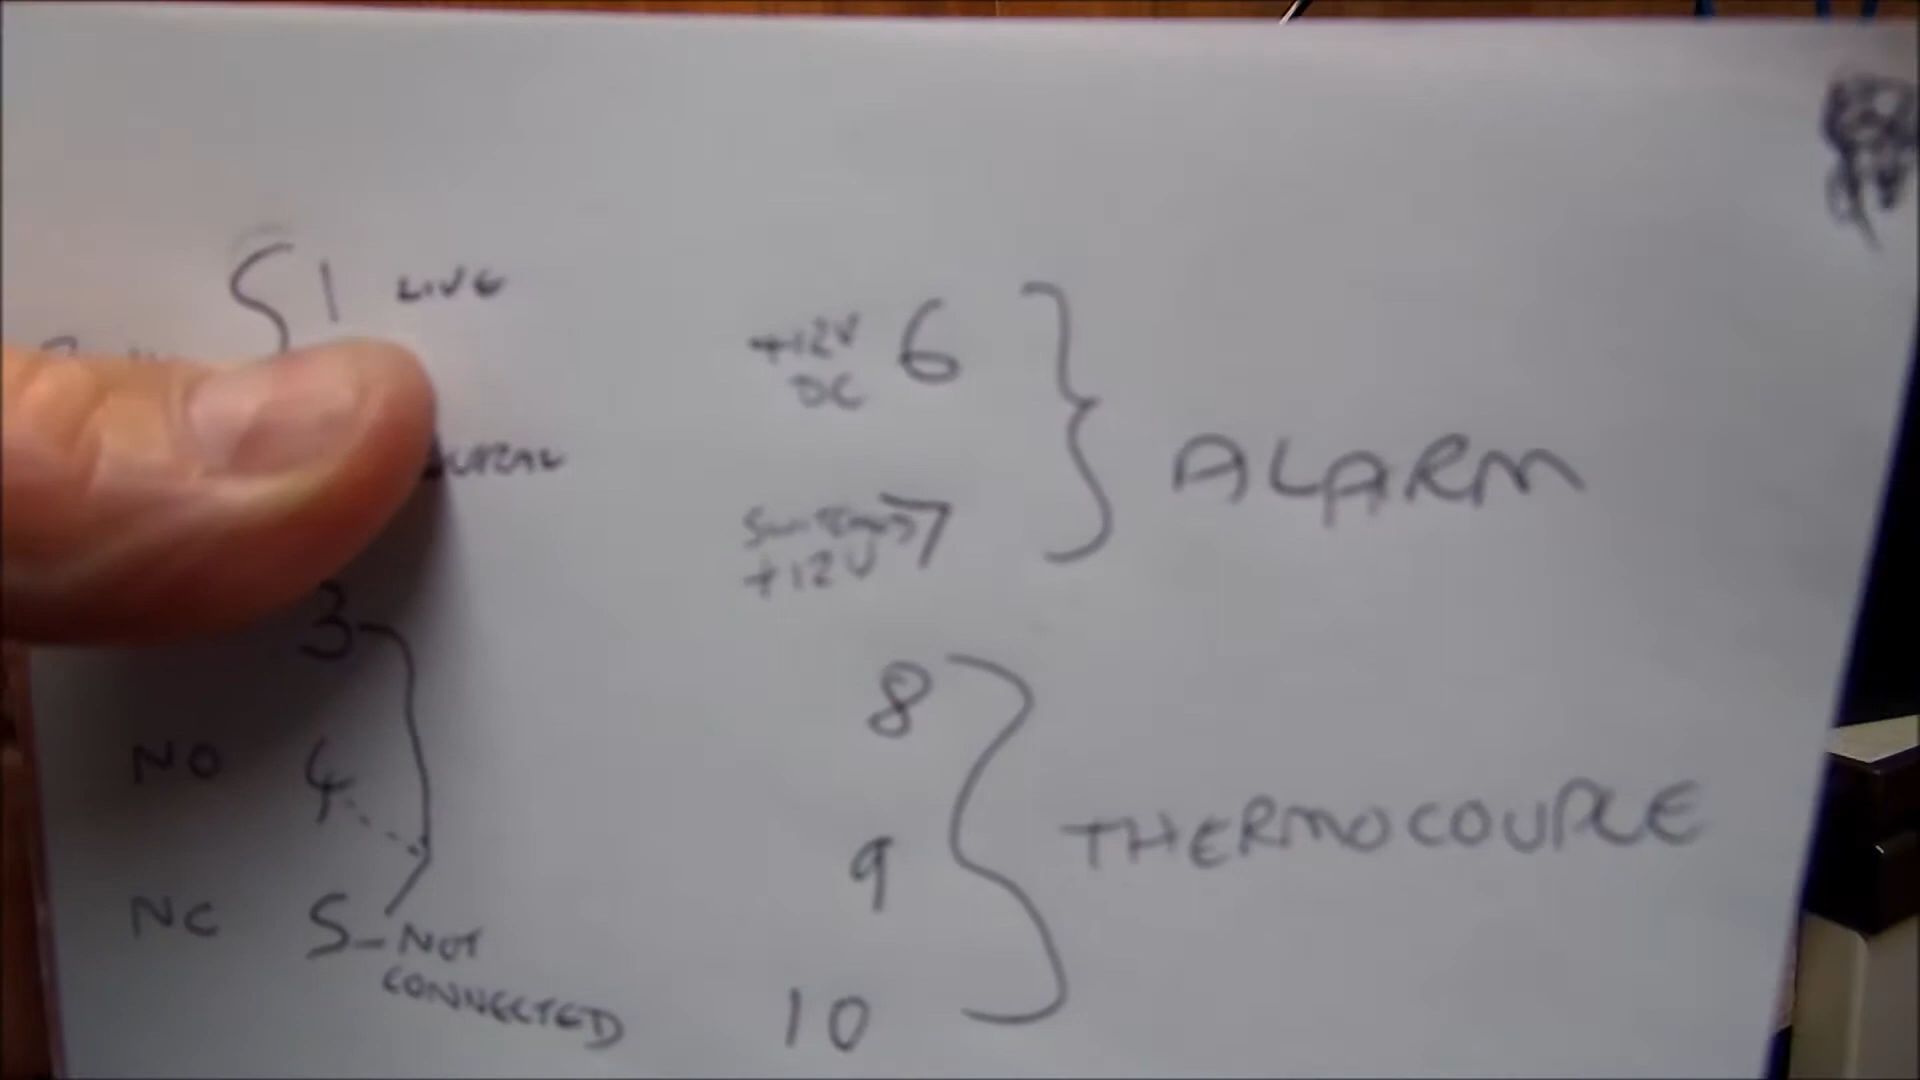 1 LIVE
3
NO 4
NC 5 NOT
CONNECTED
+12V 6
DC
ALARM
SWITCHED 7
+12V
8
9
THERMOCOUPLE
10